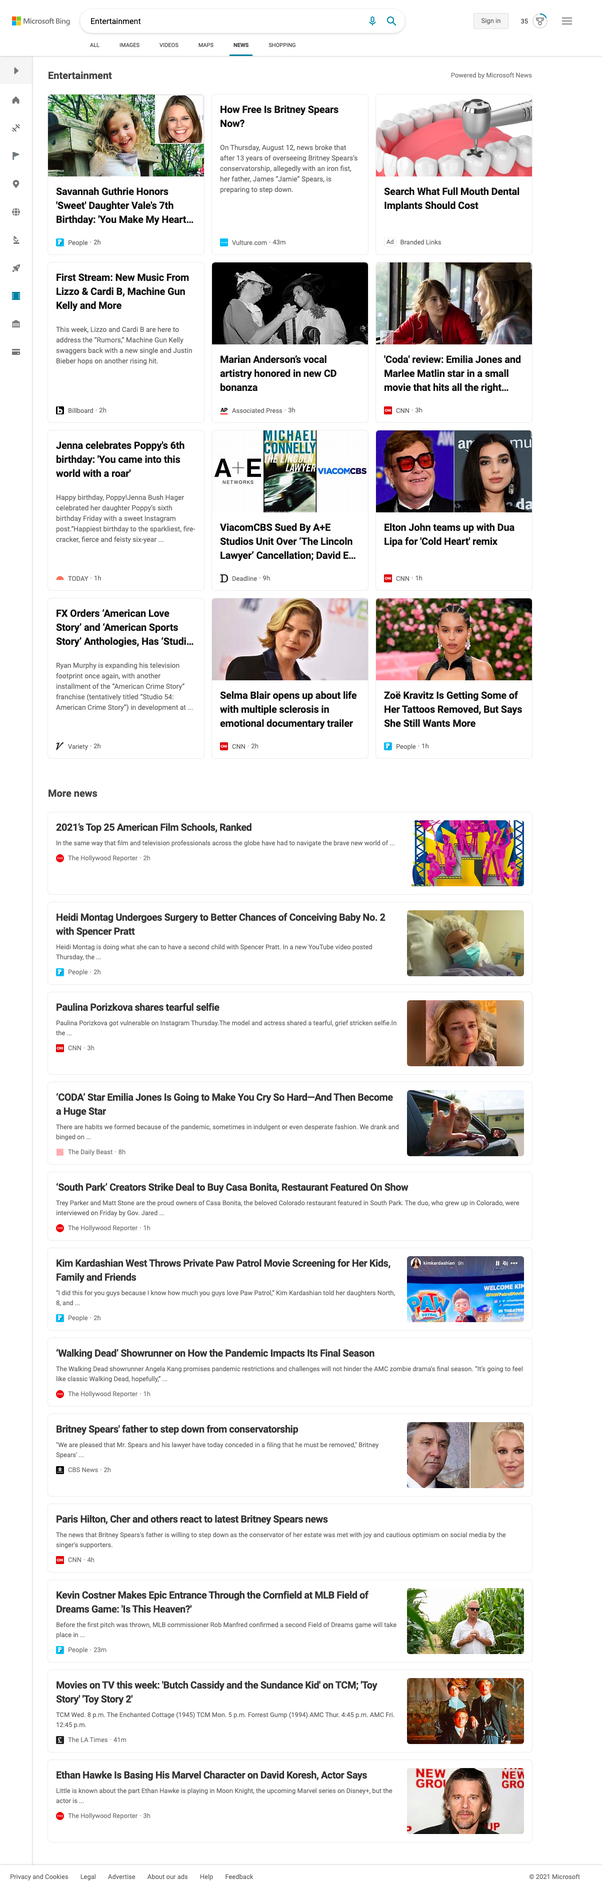 Microsoft Bing
Entertainment
Sign in
35
ALL IMAGES VIDEOS MAPS NEWS SHOPPING
Entertainment
Powered by Microsoft News
Savannah Guthrie Honors
'Sweet' Daughter Vale's 7th
Birthday: 'You Make My Heart...
People · 2h
How Free Is Britney Spears
Now?
On Thursday, August 12, news broke that
after 13 years of overseeing Britney Spears's
conservatorship, allegedly with an iron fist,
her father, James "Jamie" Spears, is
preparing to step down.
Vulture.com · 43m
Search What Full Mouth Dental
Implants Should Cost
Ad Branded Links
First Stream: New Music From
Lizzo & Cardi B, Machine Gun
Kelly and More
This week, Lizzo and Cardi B are here to
address the "Rumors," Machine Gun Kelly
swaggers back with a new single and Justin
Bieber hops on another rising hit.
Billboard · 2h
Marian Anderson's vocal
artistry honored in new CD
bonanza
AP Associated Press · 3h
'Coda' review: Emilia Jones and
Marlee Matlin star in a small
movie that hits all the right...
CNN · 3h
Jenna celebrates Poppy's 6th
birthday: 'You came into this
world with a roar'
Happy birthday, Poppy!Jenna Bush Hager
celebrated her daughter Poppy's sixth
birthday Friday with a sweet Instagram
post."Happiest birthday to the sparkliest, fire-
cracker, fierce and feisty six-year ...
TODAY · 1h
A+E
NETWORKS
MICHAEL
CONNELLY
THE LINCOLN
LAWYER
VIACOMCBS
ViacomCBS Sued By A+E
Studios Unit Over 'The Lincoln
Lawyer' Cancellation; David E...
D Deadline · 9h
Elton John teams up with Dua
Lipa for 'Cold Heart' remix
CNN · 1h
FX Orders 'American Love
Story' and 'American Sports
Story' Anthologies, Has 'Studi...
Ryan Murphy is expanding his television
footprint once again, with another
installment of the "American Crime Story"
franchise (tentatively titled "Studio 54:
American Crime Story") in development at ...
V Variety · 2h
Selma Blair opens up about life
with multiple sclerosis in
emotional documentary trailer
CNN · 2h
Zoë Kravitz Is Getting Some of
Her Tattoos Removed, But Says
She Still Wants More
People · 1h
More news
2021's Top 25 American Film Schools, Ranked
In the same way that film and television professionals across the globe have had to navigate the brave new world of ...
The Hollywood Reporter · 2h
Heidi Montag Undergoes Surgery to Better Chances of Conceiving Baby No. 2
with Spencer Pratt
Heidi Montag is doing what she can to have a second child with Spencer Pratt. In a new YouTube video posted
Thursday, the ...
People · 2h
Paulina Porizkova shares tearful selfie
Paulina Porizkova got vulnerable on Instagram Thursday.The model and actress shared a tearful, grief stricken selfie.In
the ...
CNN · 3h
'CODA' Star Emilia Jones Is Going to Make You Cry So Hard—And Then Become
a Huge Star
There are habits we formed because of the pandemic, sometimes in indulgent or even desperate fashion. We drank and
binged on ...
The Daily Beast · 8h
'South Park' Creators Strike Deal to Buy Casa Bonita, Restaurant Featured On Show
Trey Parker and Matt Stone are the proud owners of Casa Bonita, the beloved Colorado restaurant featured in South Park. The duo, who grew up in Colorado, were
interviewed on Friday by Gov. Jared ...
The Hollywood Reporter · 1h
Kim Kardashian West Throws Private Paw Patrol Movie Screening for Her Kids,
Family and Friends
"I did this for you guys because I know how much you guys love Paw Patrol," Kim Kardashian told her daughters North,
8, and ...
People · 2h
kimkardashian
WELCOME KIM
PAW
'Walking Dead' Showrunner on How the Pandemic Impacts Its Final Season
The Walking Dead showrunner Angela Kang promises pandemic restrictions and challenges will not hinder the AMC zombie drama's final season. "It's going to feel
like classic Walking Dead, hopefully," ...
The Hollywood Reporter · 1h
Britney Spears' father to step down from conservatorship
"We are pleased that Mr. Spears and his lawyer have today conceded in a filing that he must be removed," Britney
Spears' ...
CBS News · 2h
Paris Hilton, Cher and others react to latest Britney Spears news
The news that Britney Spears's father is willing to step down as the conservator of her estate was met with joy and cautious optimism on social media by the
singer's supporters.
CNN · 4h
Kevin Costner Makes Epic Entrance Through the Cornfield at MLB Field of
Dreams Game: 'Is This Heaven?'
Before the first pitch was thrown, MLB commissioner Rob Manfred confirmed a second Field of Dreams game will take
place in ...
People · 23m
Movies on TV this week: 'Butch Cassidy and the Sundance Kid' on TCM; 'Toy
Story' 'Toy Story 2'
TCM Wed. 8 p.m. The Enchanted Cottage (1945) TCM Mon. 5 p.m. Forrest Gump (1994) AMC Thur. 4:45 p.m. AMC Fri.
12:45 p.m.
The LA Times · 41m
Ethan Hawke Is Basing His Marvel Character on David Koresh, Actor Says
Little is known about the part Ethan Hawke is playing in Moon Knight, the upcoming Marvel series on Disney+, but the
actor is ...
The Hollywood Reporter · 3h
Privacy and Cookies Legal Advertise About our ads Help Feedback
© 2021 Microsoft